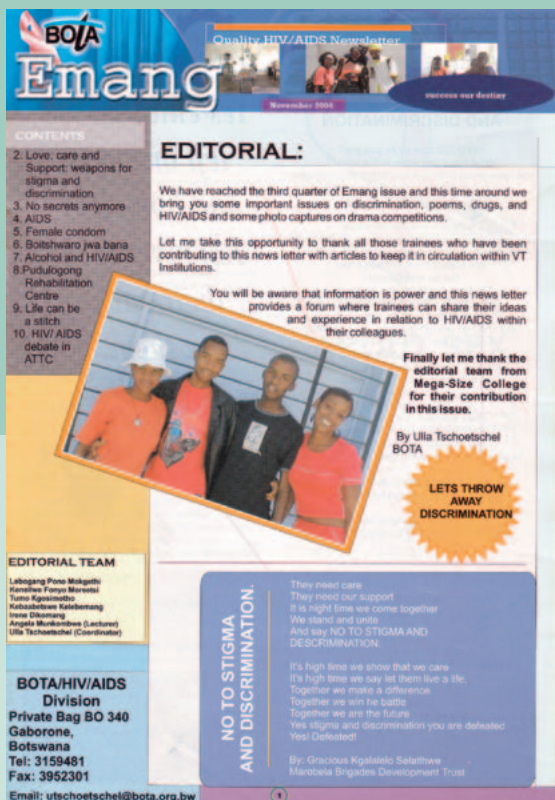 BOTA
Quality HIV/AIDS Newsletter
Emang
success our destiny
November 2004
CONTENTS
2. Love, care and
Support: weapons for
stigma and
discrimination
3. No secrets anymore
4. AIDS
5. Female condom
6. Boitshwaro jwa bana
7. Alcohol and HIV/AIDS
8.Pudulogong
Rehabilitation
Centre
9. Life can be
a stitch
10. HIV/ AIDS
debate in
ATTC
EDITORIAL:
We have reached the third quarter of Emang issue and this time around we
bring you some important issues on discrimination, poems, drugs, and
HIV/AIDS and some photo captures on drama competitions.
Let me take this opportunity to thank all those trainees who have been
contributing to this news letter with articles to keep it in circulation within VT
Institutions.
You will be aware that information is power and this news letter
provides a forum where trainees can share their ideas
and experience in relation to HIV/AIDS within
their colleagues.
Finally let me thank the
editorial team from
Mega-Size College
for their contribution
in this issue.
By Ulla Tschoetschel
BOTA
LETS THROW
AWAY
DISCRIMINATION
EDITORIAL TEAM
Lebogang Pono Mokgethi
Kensilwe Fonyo Moreotsi
Tumo Kgosimotho
Kebaabetswe Kelebemang
Irene Dikomang
Angela Munkombwe (Lecturer)
Ulla Tschoetschel (Coordinator)
BOTA/HIV/AIDS
Division
Private Bag BO 340
Gaborone,
Botswana
Tel: 3159481
Fax: 3952301
Email: utschoetschel@bota.org.bw
NO TO STIGMA
AND DISCRIMINATION.
They need care
They need our support
It is night time we come together
We stand and unite
And say NO TO STIGMA AND
DESCRIMINATION.
It's high time we show that we care
It's high time we say let them live a life.
Together we make a difference
Together we win he battle
Together we are the future
Yes stigma and discrimination you are defeated
Yes! Defeated!
By: Gracious Kgalalelo Selatlhwe
Marobela Brigades Development Trust
1